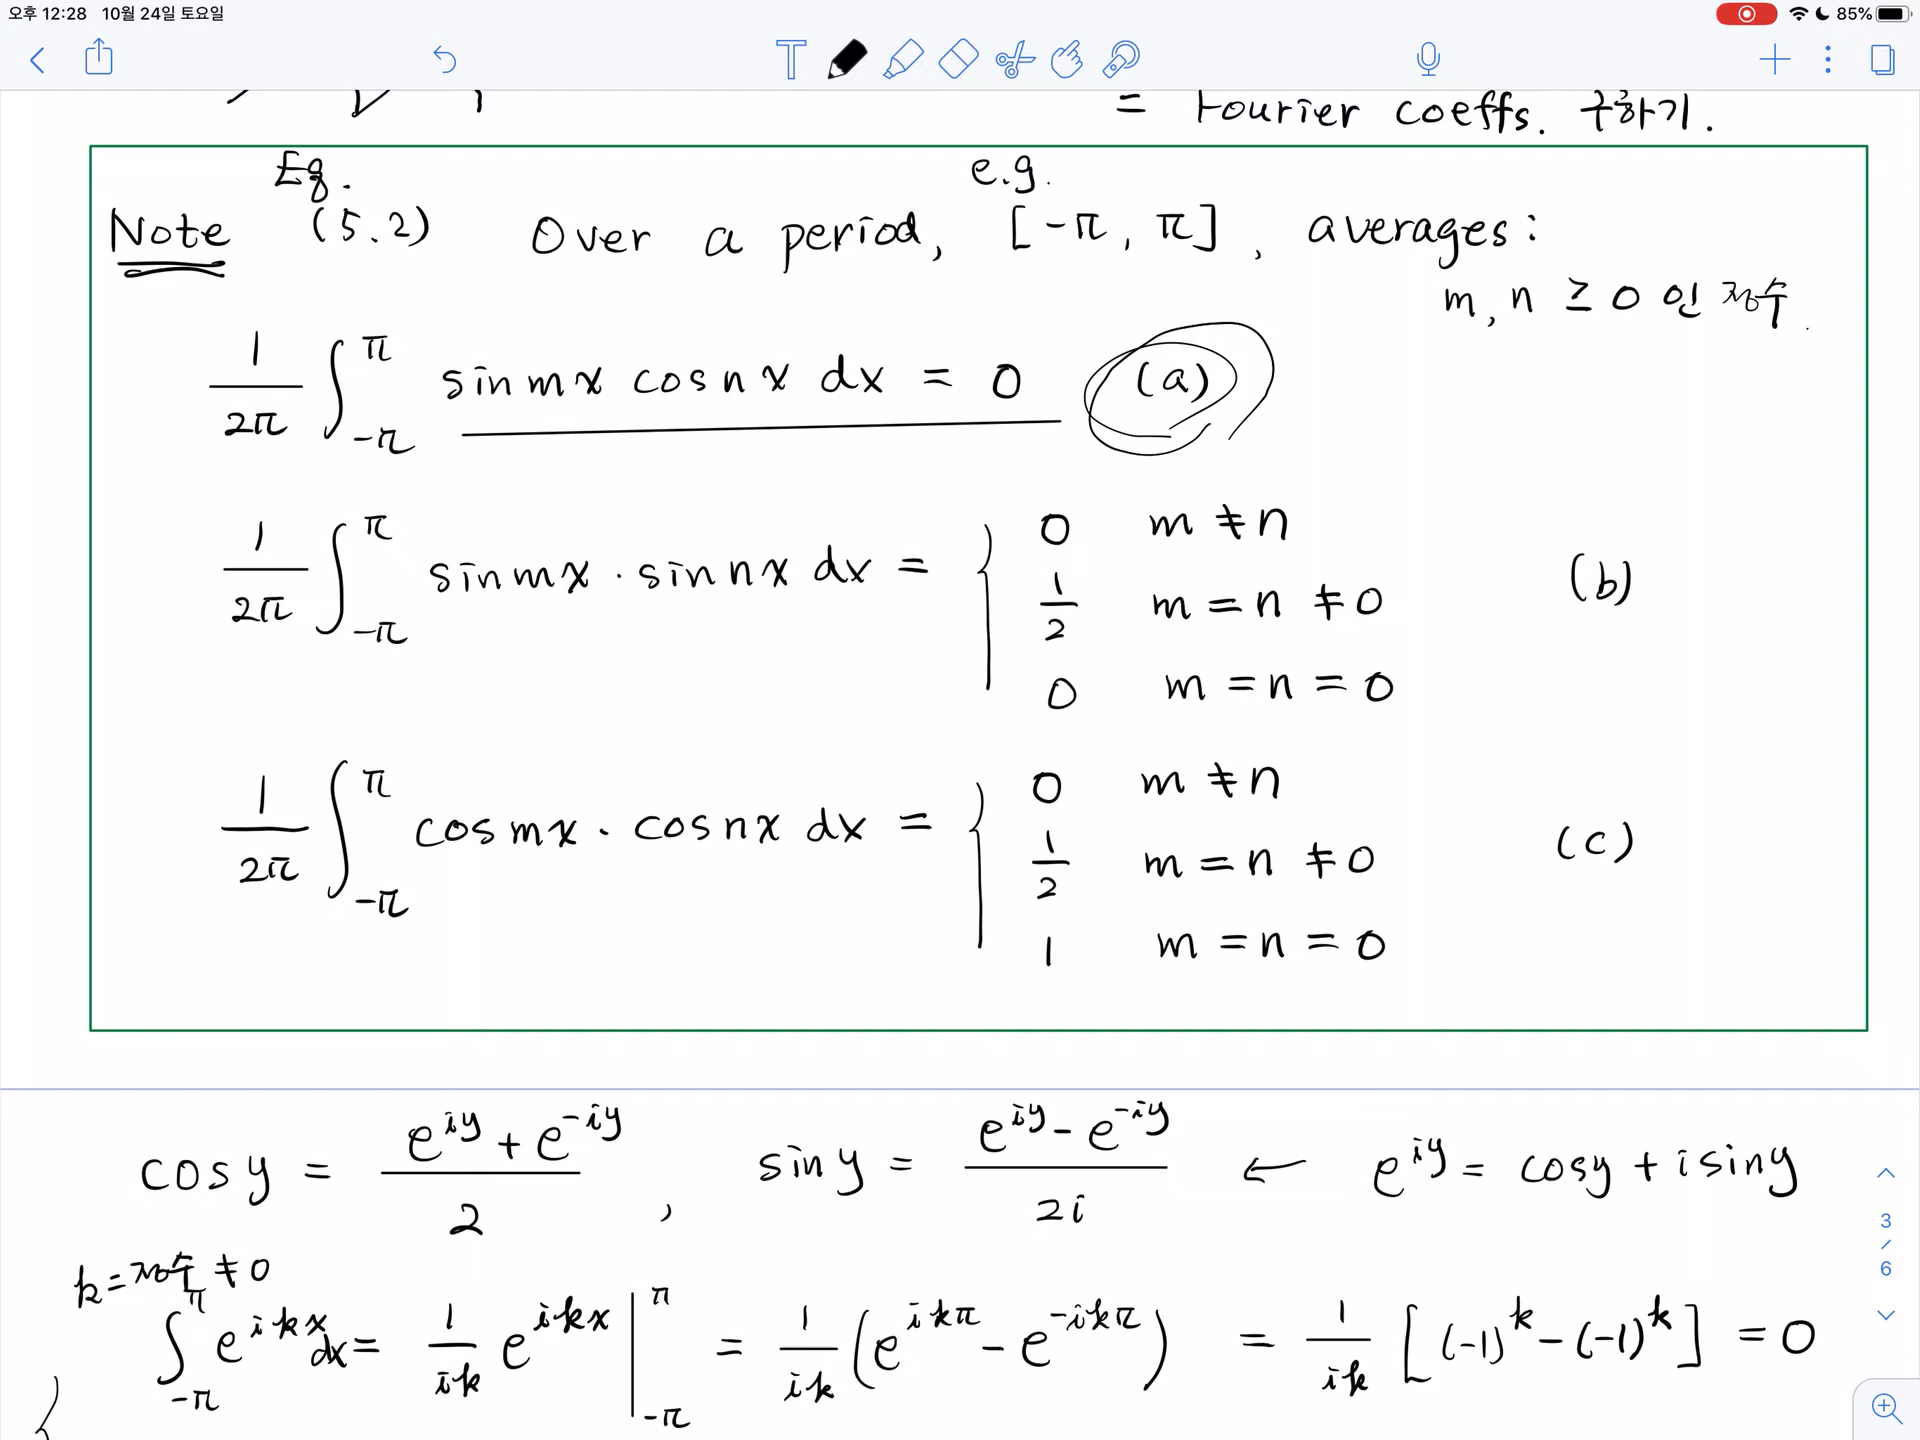 오후 12:28 10월 24일 토요일 85%
= Fourier coeffs. 구하기.
Note Eq. (5.2) Over a period, e.g. [-π, π], averages:
m, n ≥ 0 인 정수.
1/2π ∫_{-π}^{π} sin mx cos nx dx = 0 (a)
1/2π ∫_{-π}^{π} sin mx · sin nx dx = { 0 m ≠ n (b)
1/2 m = n ≠ 0
0 m = n = 0
1/2π ∫_{-π}^{π} cos mx · cos nx dx = { 0 m ≠ n (c)
1/2 m = n ≠ 0
1 m = n = 0
cos y = (e^{iy} + e^{-iy})/2 , sin y = (e^{iy} - e^{-iy})/2i ← e^{iy} = cos y + i sin y
k = 정수 ≠ 0
∫_{-π}^{π} e^{ikx} dx = 1/ik e^{ikx} |_{-π}^{π} = 1/ik (e^{ikπ} - e^{-ikπ}) = 1/ik [(-1)^k - (-1)^k] = 0
3
/
6